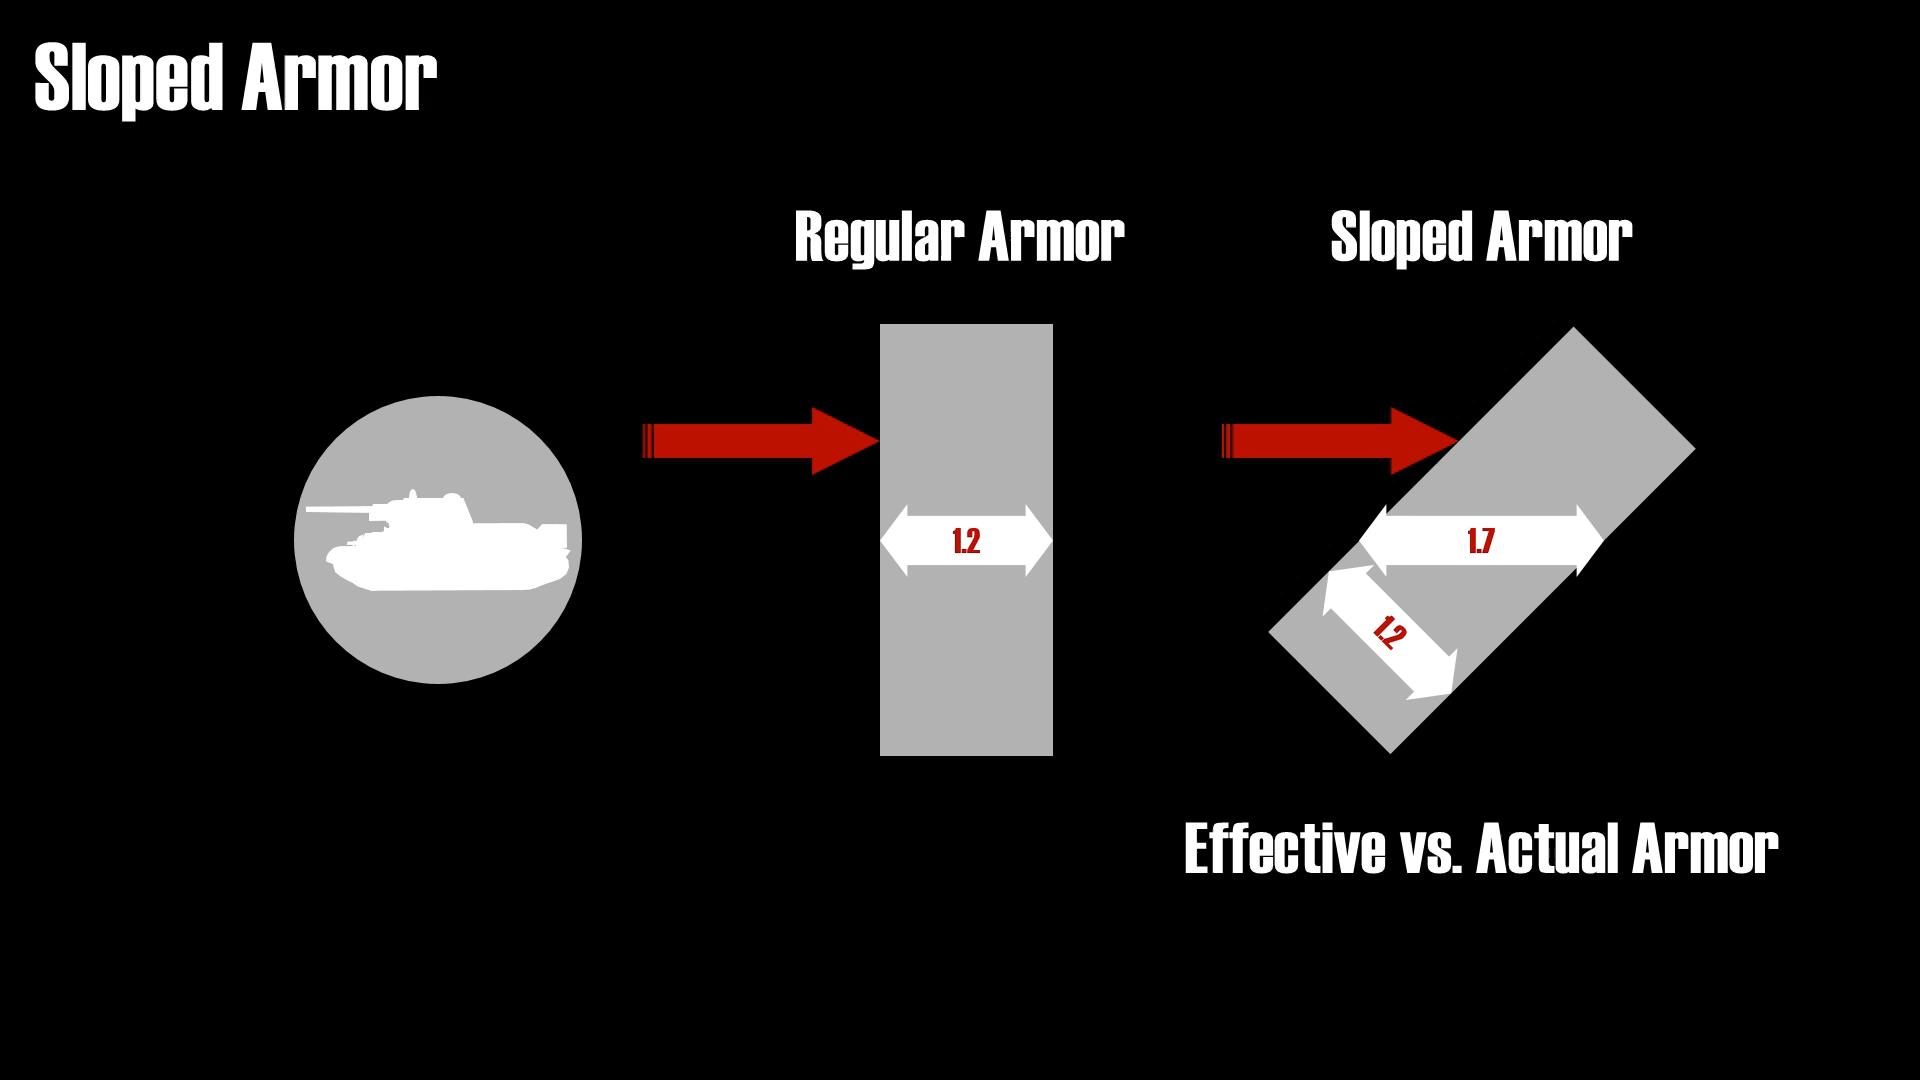 Sloped Armor
Regular Armor
Sloped Armor
1.2
1.7
1.2
Effective vs. Actual Armor